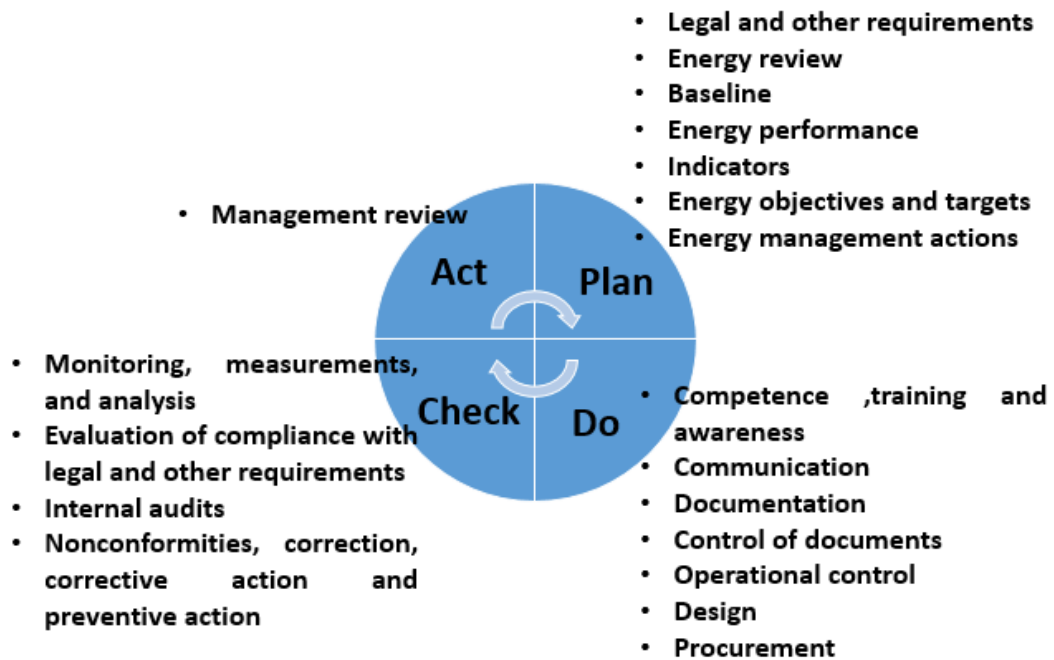 • Legal and other requirements
• Energy review
• Baseline
• Energy performance
• Indicators
• Energy objectives and targets
• Energy management actions
• Management review
Act
Plan
Check
Do
• Monitoring, measurements,
and analysis
• Evaluation of compliance with
legal and other requirements
• Internal audits
• Nonconformities, correction,
corrective action and
preventive action
• Competence ,training and
awareness
• Communication
• Documentation
• Control of documents
• Operational control
• Design
• Procurement